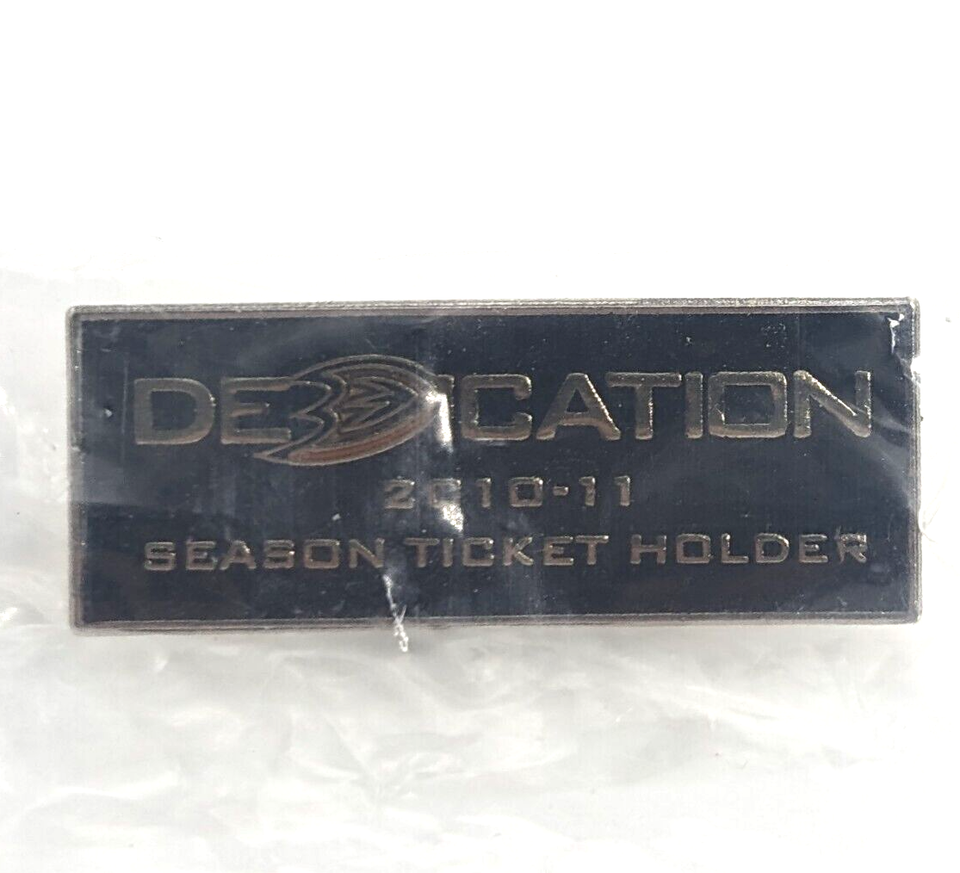 DEDICATION
2010-11
SEASON TICKET HOLDER